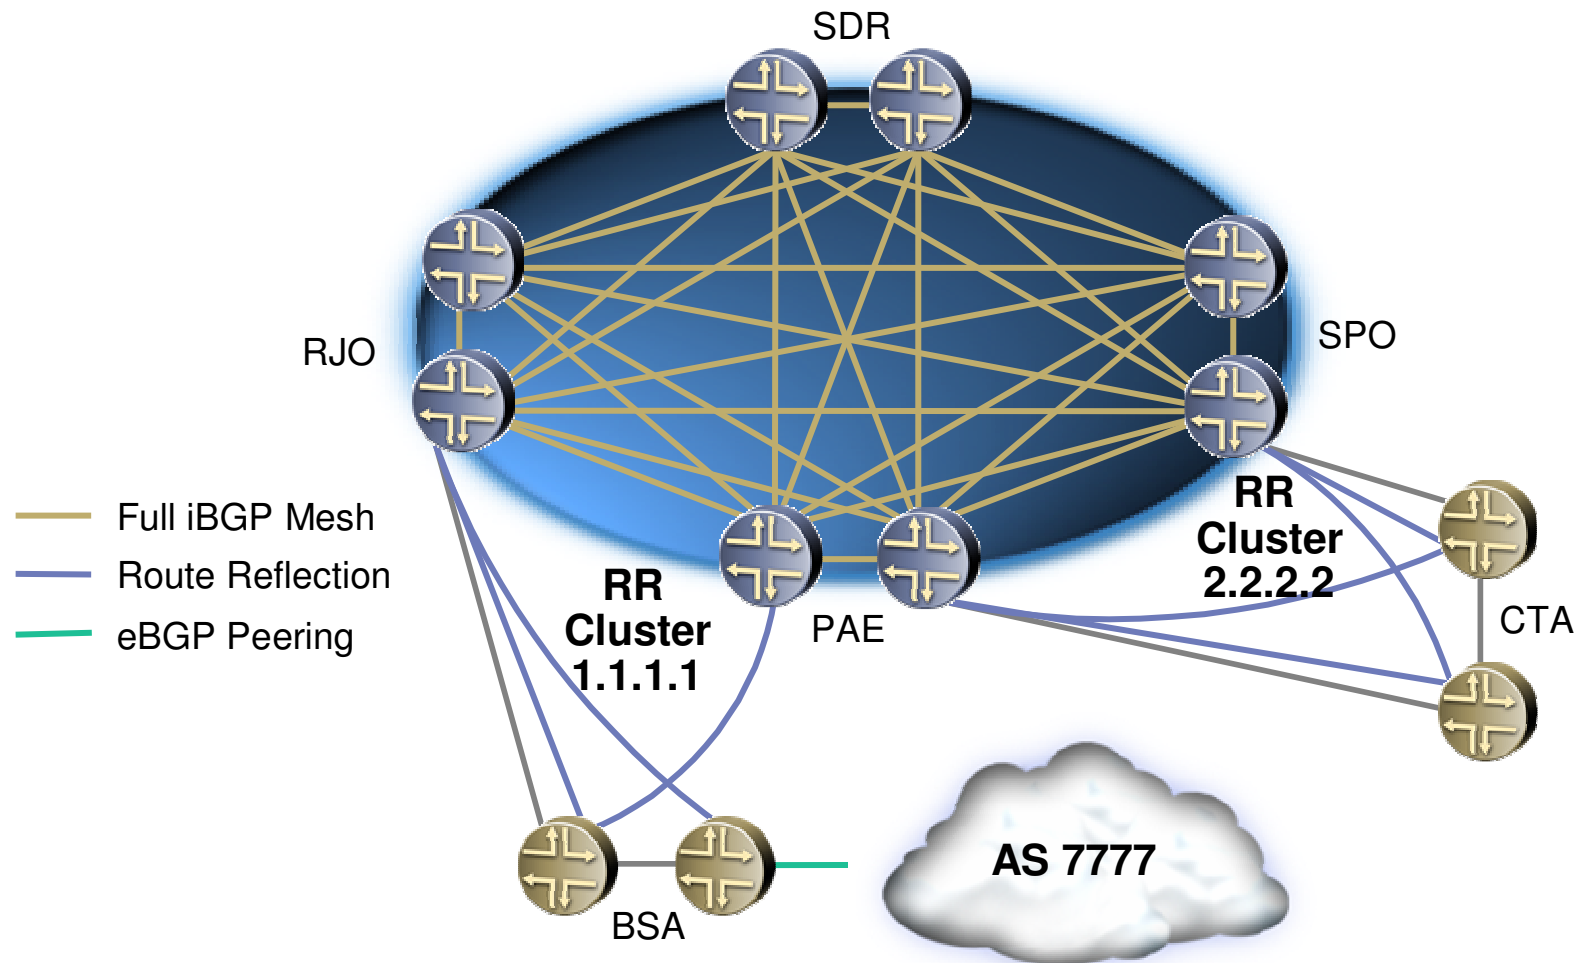 SDR
RJO
SPO
Full iBGP Mesh
Route Reflection
eBGP Peering
RR
Cluster
1.1.1.1
PAE
RR
Cluster
2.2.2.2
CTA
AS 7777
BSA